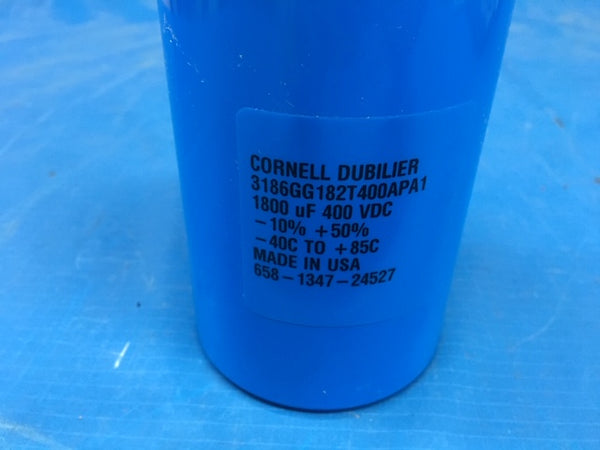 CORNELL DUBILIER
3186GG182T400APA1
1800 uF 400 VDC
-10% +50%
-40C TO +85C
MADE IN USA
658-1347-24527